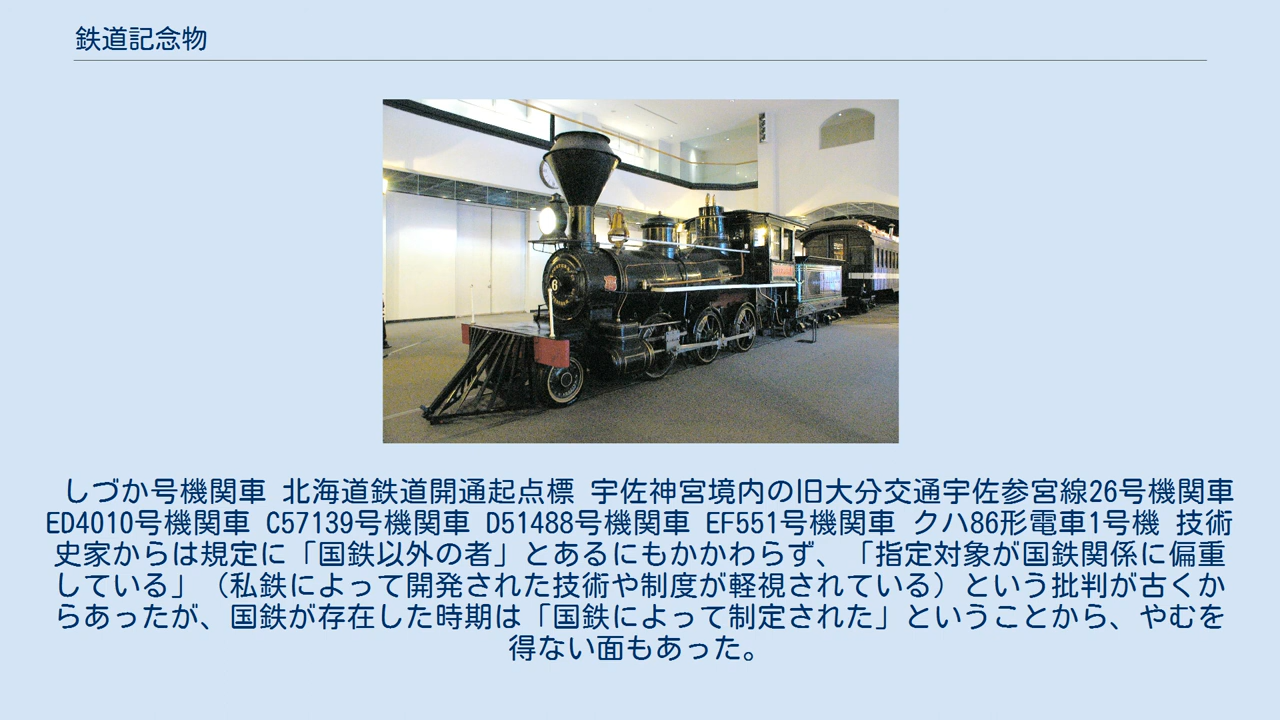 鉄道記念物
6
しづか号機関車 北海道鉄道開通起点標 宇佐神宮境内の旧大分交通宇佐参宮線26号機関車
ED4010号機関車 C57139号機関車 D51488号機関車 EF551号機関車 クハ86形電車1号機 技術
史家からは規定に「国鉄以外の者」とあるにもかかわらず、「指定対象が国鉄関係に偏重
している」（私鉄によって開発された技術や制度が軽視されている）という批判が古くか
らあったが、国鉄が存在した時期は「国鉄によって制定された」ということから、やむを
得ない面もあった。